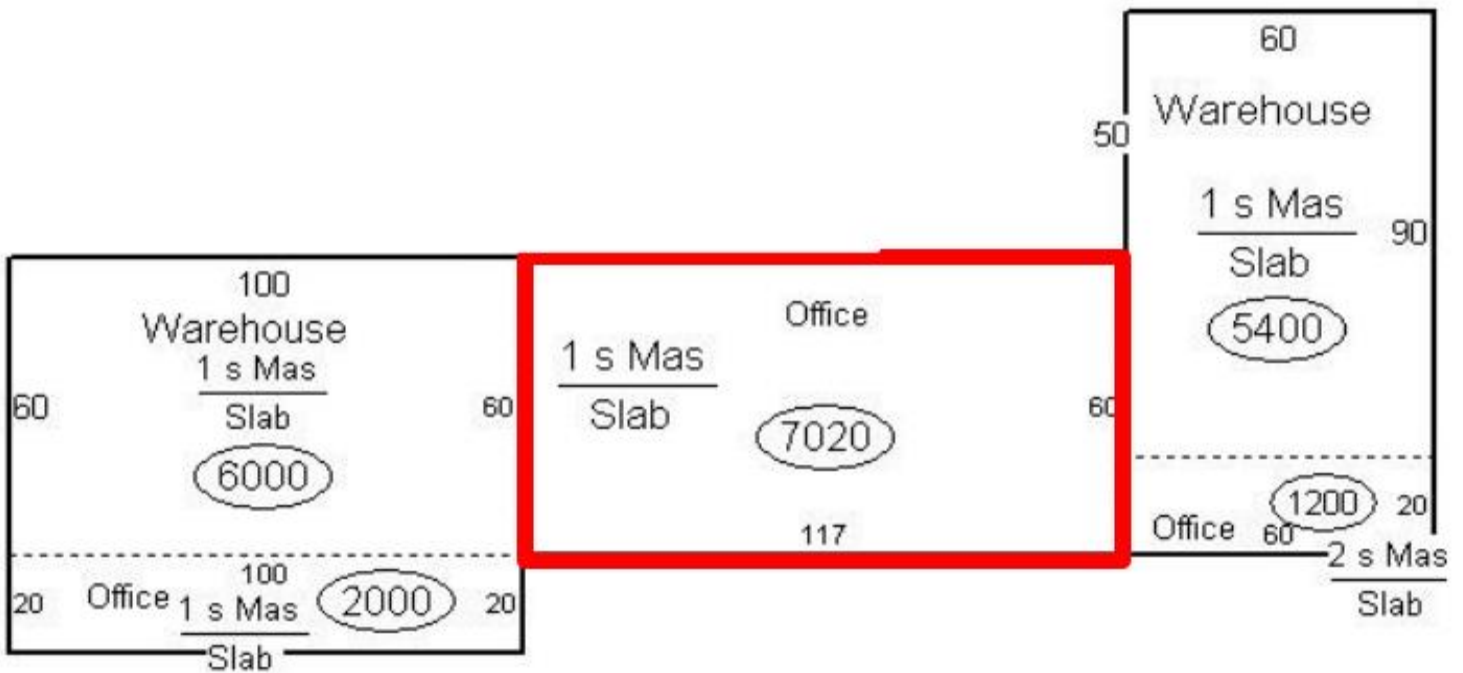 60
Warehouse
50
1 s Mas
Slab
90
5400
1200
20
Office
60
2 s Mas
Slab
100
Warehouse
1 s Mas
Slab
60
60
6000
100
Office
1 s Mas
Slab
2000
20
20
Office
1 s Mas
Slab
60
7020
117